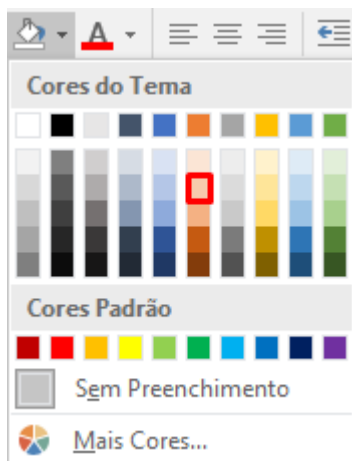 A
Cores do Tema
Cores Padrão
Sem Preenchimento
Mais Cores...